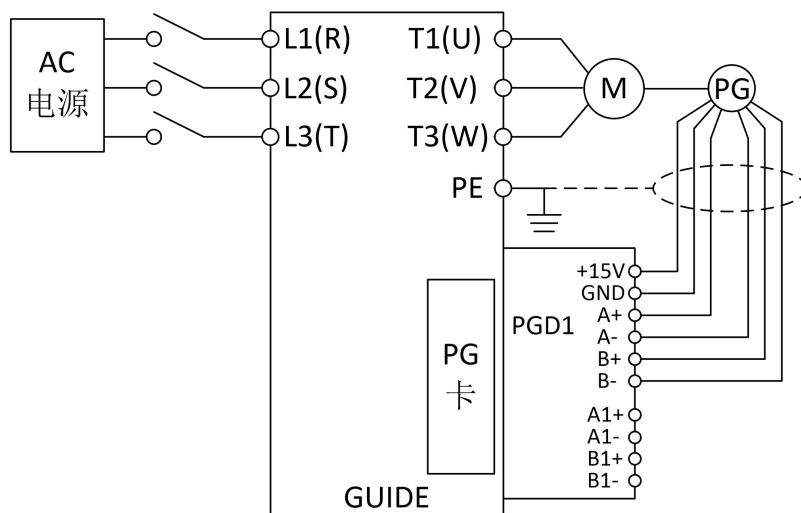 AC
电源
L1(R)
L2(S)
L3(T)
T1(U)
T2(V)
T3(W)
PE
M
PG
PG
卡
PGD1
+15V
GND
A+
A-
B+
B-
A1+
A1-
B1+
B1-
GUIDE